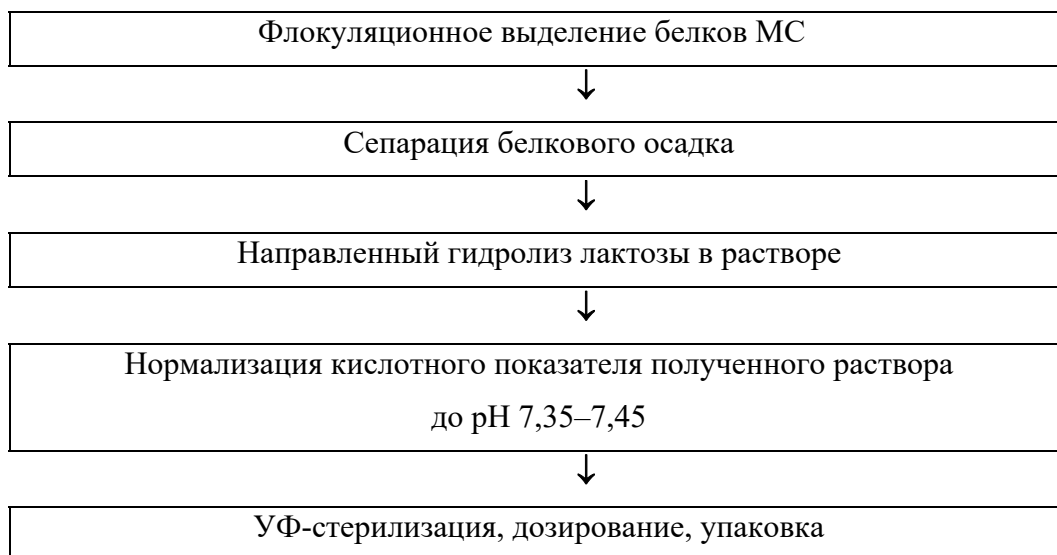 Флокуляционное выделение белков МС
Сепарация белкового осадка
Направленный гидролиз лактозы в растворе
Нормализация кислотного показателя полученного раствора
до рН 7,35–7,45
УФ-стерилизация, дозирование, упаковка